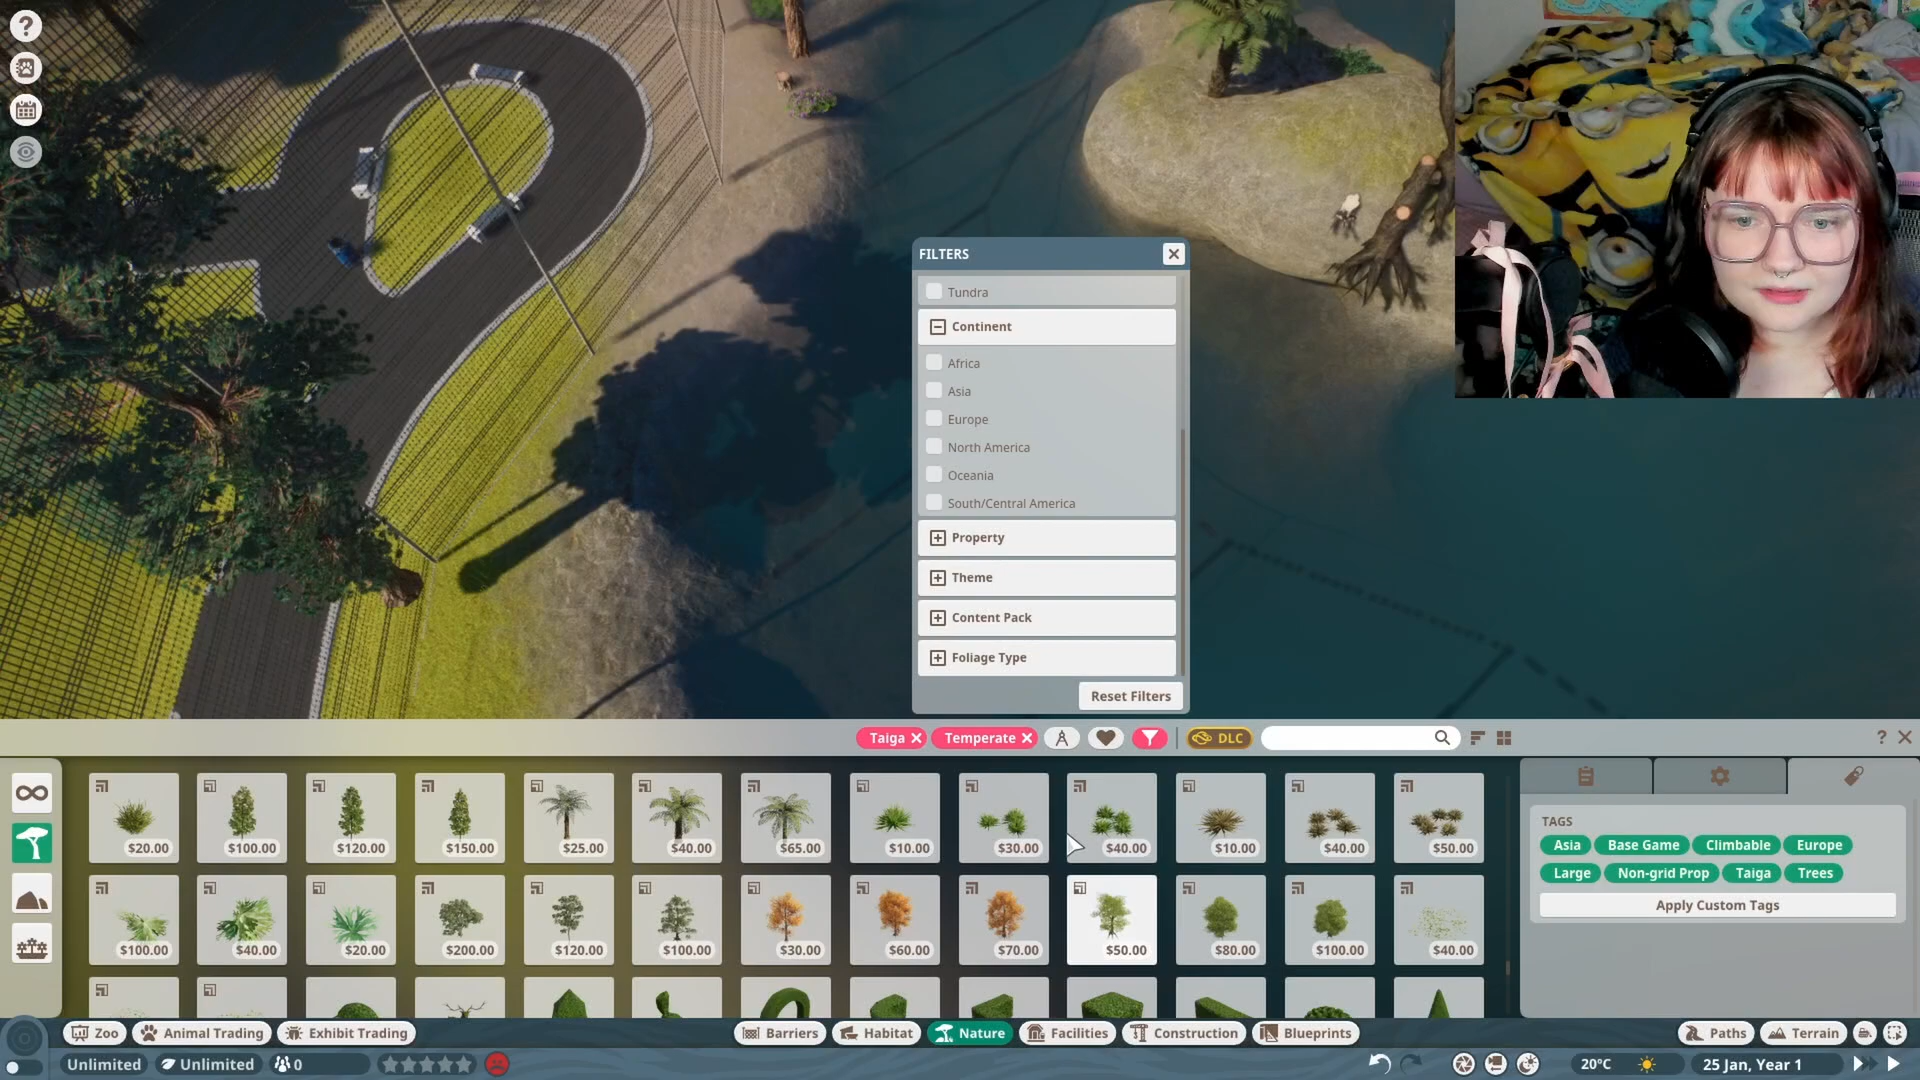 ?
FILTERS
Tundra
Continent
Africa
Asia
Europe
North America
Oceania
South/Central America
Property
Theme
Content Pack
Foliage Type
Reset Filters
Taiga Temperate DLC ?
$20.00 $100.00 $120.00 $150.00 $25.00 $40.00 $65.00 $10.00 $30.00 $40.00 $10.00 $40.00 $50.00
$100.00 $40.00 $20.00 $200.00 $120.00 $100.00 $30.00 $60.00 $70.00 $50.00 $80.00 $100.00 $40.00
TAGS
Asia Base Game Climbable Europe
Large Non-grid Prop Taiga Trees
Apply Custom Tags
Zoo Animal Trading Exhibit Trading Barriers Habitat Nature Facilities Construction Blueprints Paths Terrain
Unlimited Unlimited 0 20°C 25 Jan, Year 1